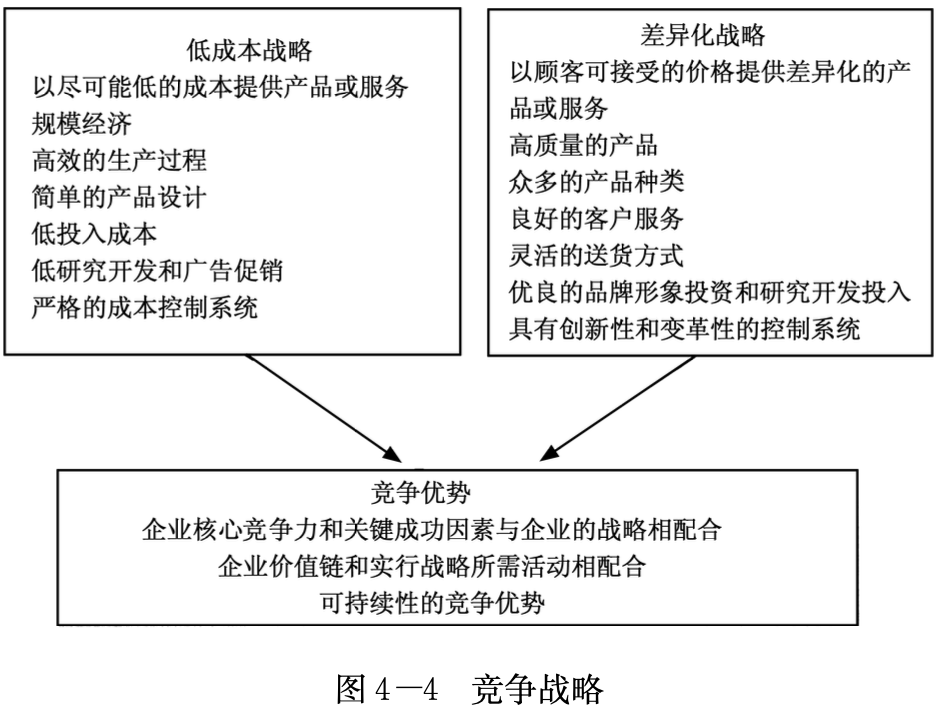 低成本战略
以尽可能低的成本提供产品或服务
规模经济
高效的生产过程
简单的产品设计
低投入成本
低研究开发和广告促销
严格的成本控制系统
差异化战略
以顾客可接受的价格提供差异化的产
品或服务
高质量的产品
众多的产品种类
良好的客户服务
灵活的送货方式
优良的品牌形象投资和研究开发投入
具有创新性和变革性的控制系统
竞争优势
企业核心竞争力和关键成功因素与企业的战略相配合
企业价值链和实行战略所需活动相配合
可持续性的竞争优势
图 4—4 竞争战略